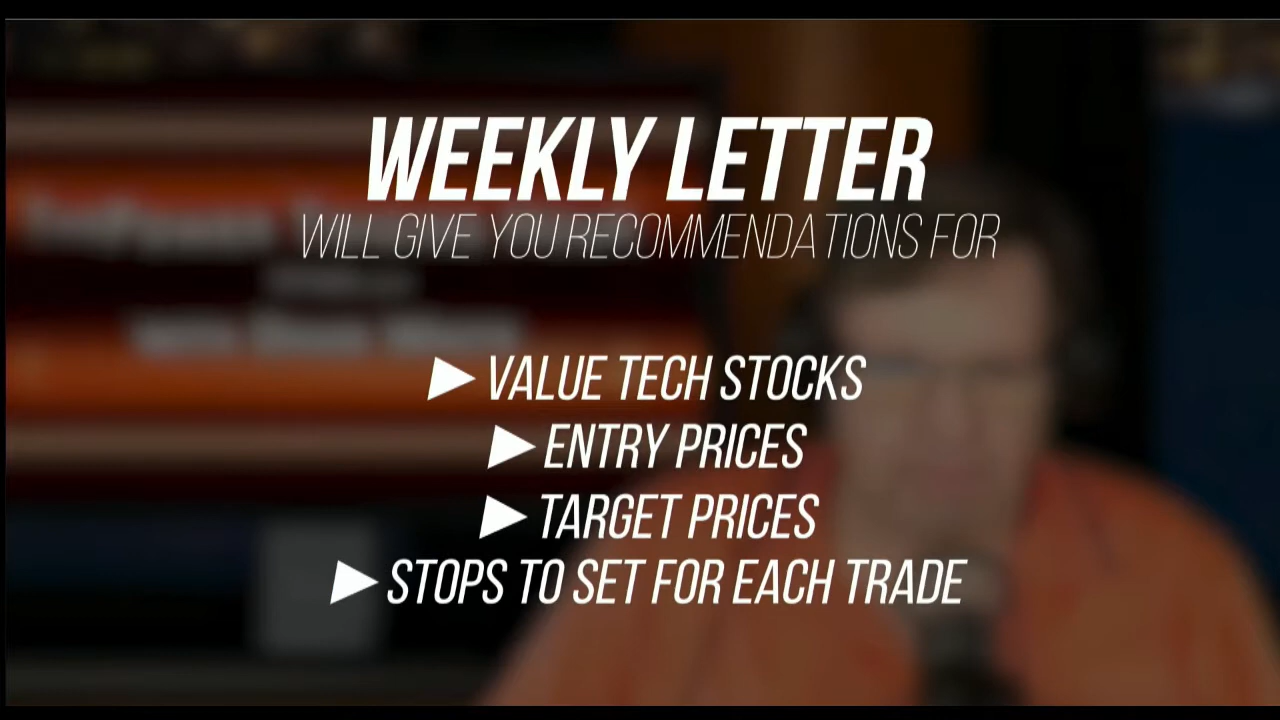 WEEKLY LETTER
WILL GIVE YOU RECOMMENDATIONS FOR
▶ VALUE TECH STOCKS
▶ ENTRY PRICES
▶ TARGET PRICES
▶ STOPS TO SET FOR EACH TRADE